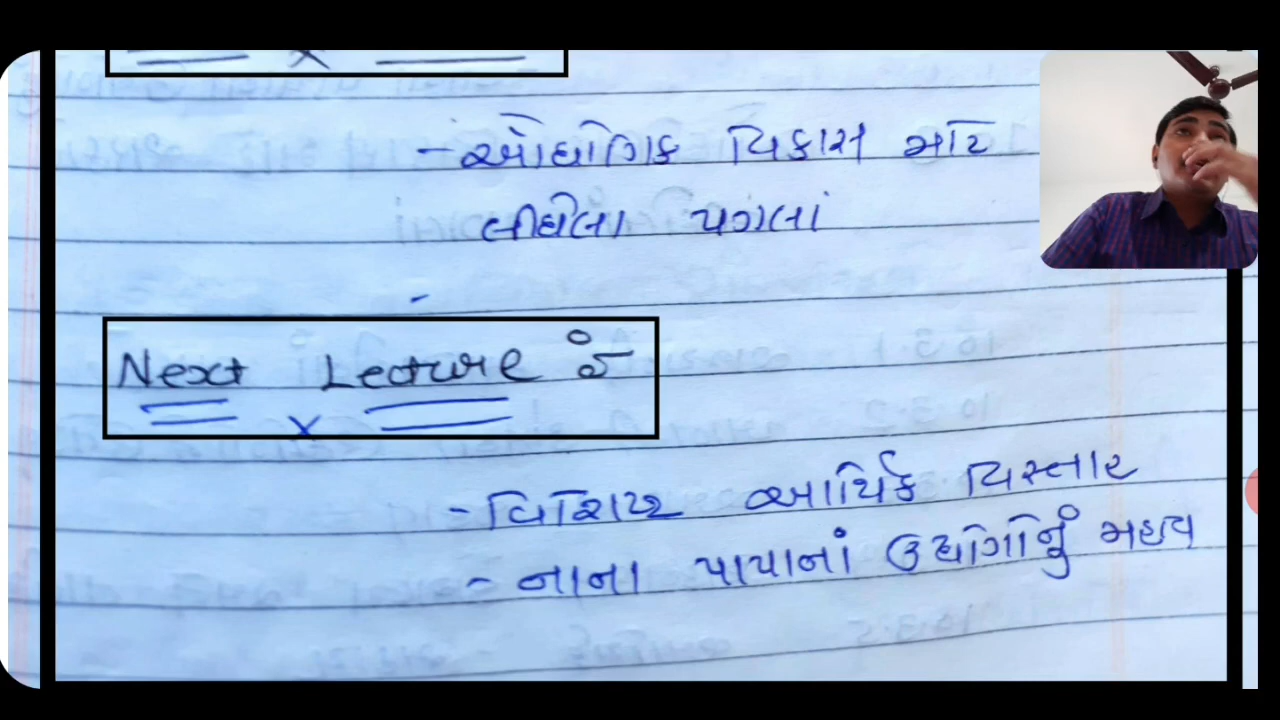 - ઔદ્યોગિક વિકાસ માટે
લીધેલા પગલાં
Next Lecture :-
- વિશિષ્ટ આર્થિક વિસ્તાર
- નાના પાયાનાં ઉદ્યોગોનું મહત્વ